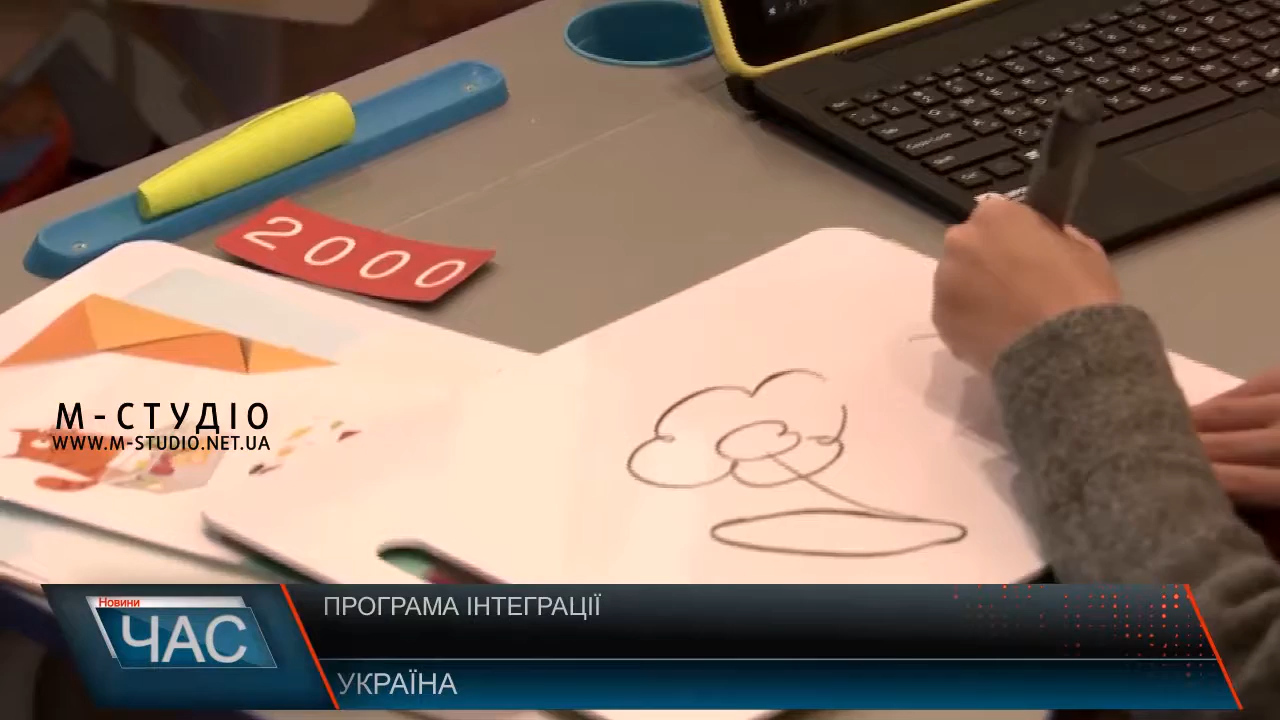 2000
М-СТУДІО
WWW.M-STUDIO.NET.UA
Новини
ЧАС
ПРОГРАМА ІНТЕГРАЦІЇ
УКРАЇНА